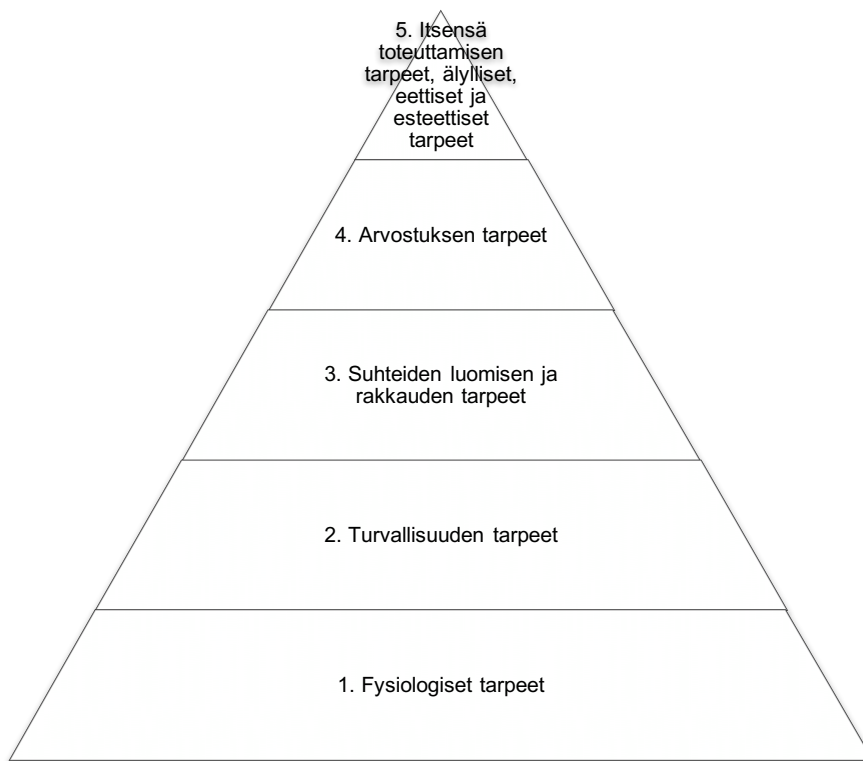 5. Itsensä
toteuttamisen
tarpeet, älylliset,
eettiset ja
esteettiset
tarpeet
4. Arvostuksen tarpeet
3. Suhteiden luomisen ja
rakkauden tarpeet
2. Turvallisuuden tarpeet
1. Fysiologiset tarpeet